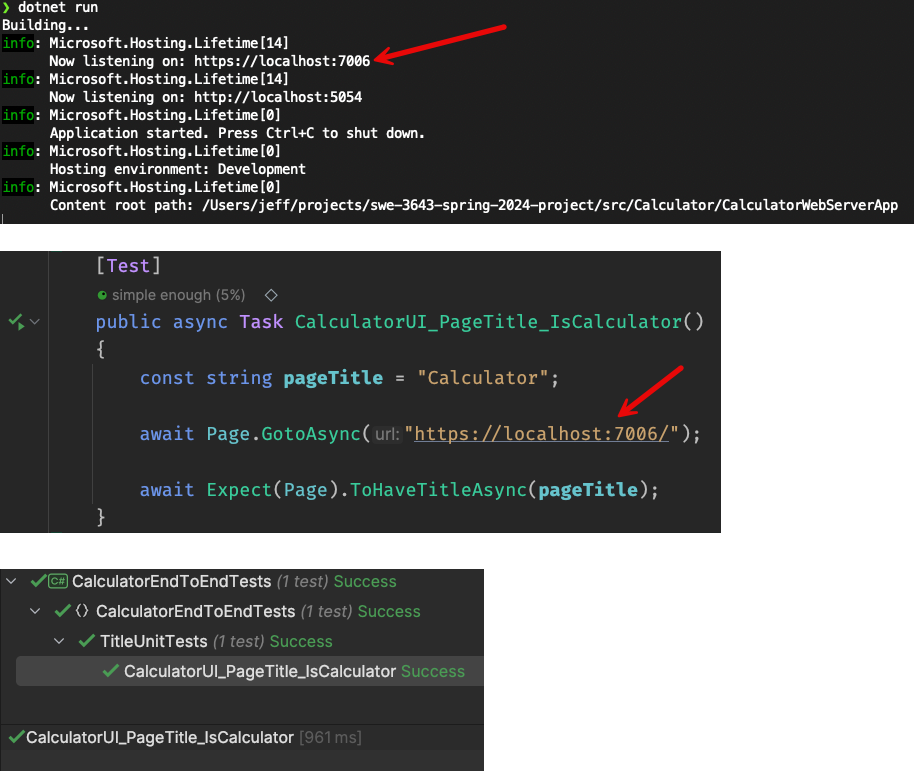 ❯ dotnet run
Building...
info: Microsoft.Hosting.Lifetime[14]
Now listening on: https://localhost:7006
info: Microsoft.Hosting.Lifetime[14]
Now listening on: http://localhost:5054
info: Microsoft.Hosting.Lifetime[0]
Application started. Press Ctrl+C to shut down.
info: Microsoft.Hosting.Lifetime[0]
Hosting environment: Development
info: Microsoft.Hosting.Lifetime[0]
Content root path: /Users/jeff/projects/swe-3643-spring-2024-project/src/Calculator/CalculatorWebServerApp
[Test]
simple enough (5%)
public async Task CalculatorUI_PageTitle_IsCalculator()
{
const string pageTitle = "Calculator";
await Page.GotoAsync(url:"https://localhost:7006/");
await Expect(Page).ToHaveTitleAsync(pageTitle);
}
C# CalculatorEndToEndTests (1 test) Success
{} CalculatorEndToEndTests (1 test) Success
TitleUnitTests (1 test) Success
CalculatorUI_PageTitle_IsCalculator Success
CalculatorUI_PageTitle_IsCalculator [961 ms]